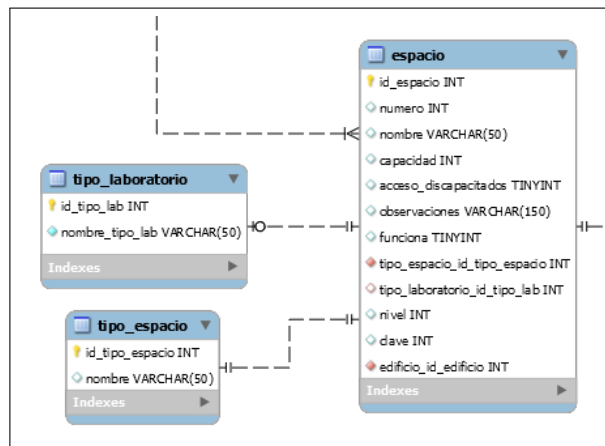 espacio
id_espacio INT
numero INT
nombre VARCHAR(50)
capacidad INT
acceso_discapacitados TINYINT
observaciones VARCHAR(150)
funciona TINYINT
tipo_espacio_id_tipo_espacio INT
tipo_laboratorio_id_tipo_lab INT
nivel INT
clave INT
edificio_id_edificio INT
Indexes
tipo_laboratorio
id_tipo_lab INT
nombre_tipo_lab VARCHAR(50)
Indexes
tipo_espacio
id_tipo_espacio INT
nombre VARCHAR(50)
Indexes